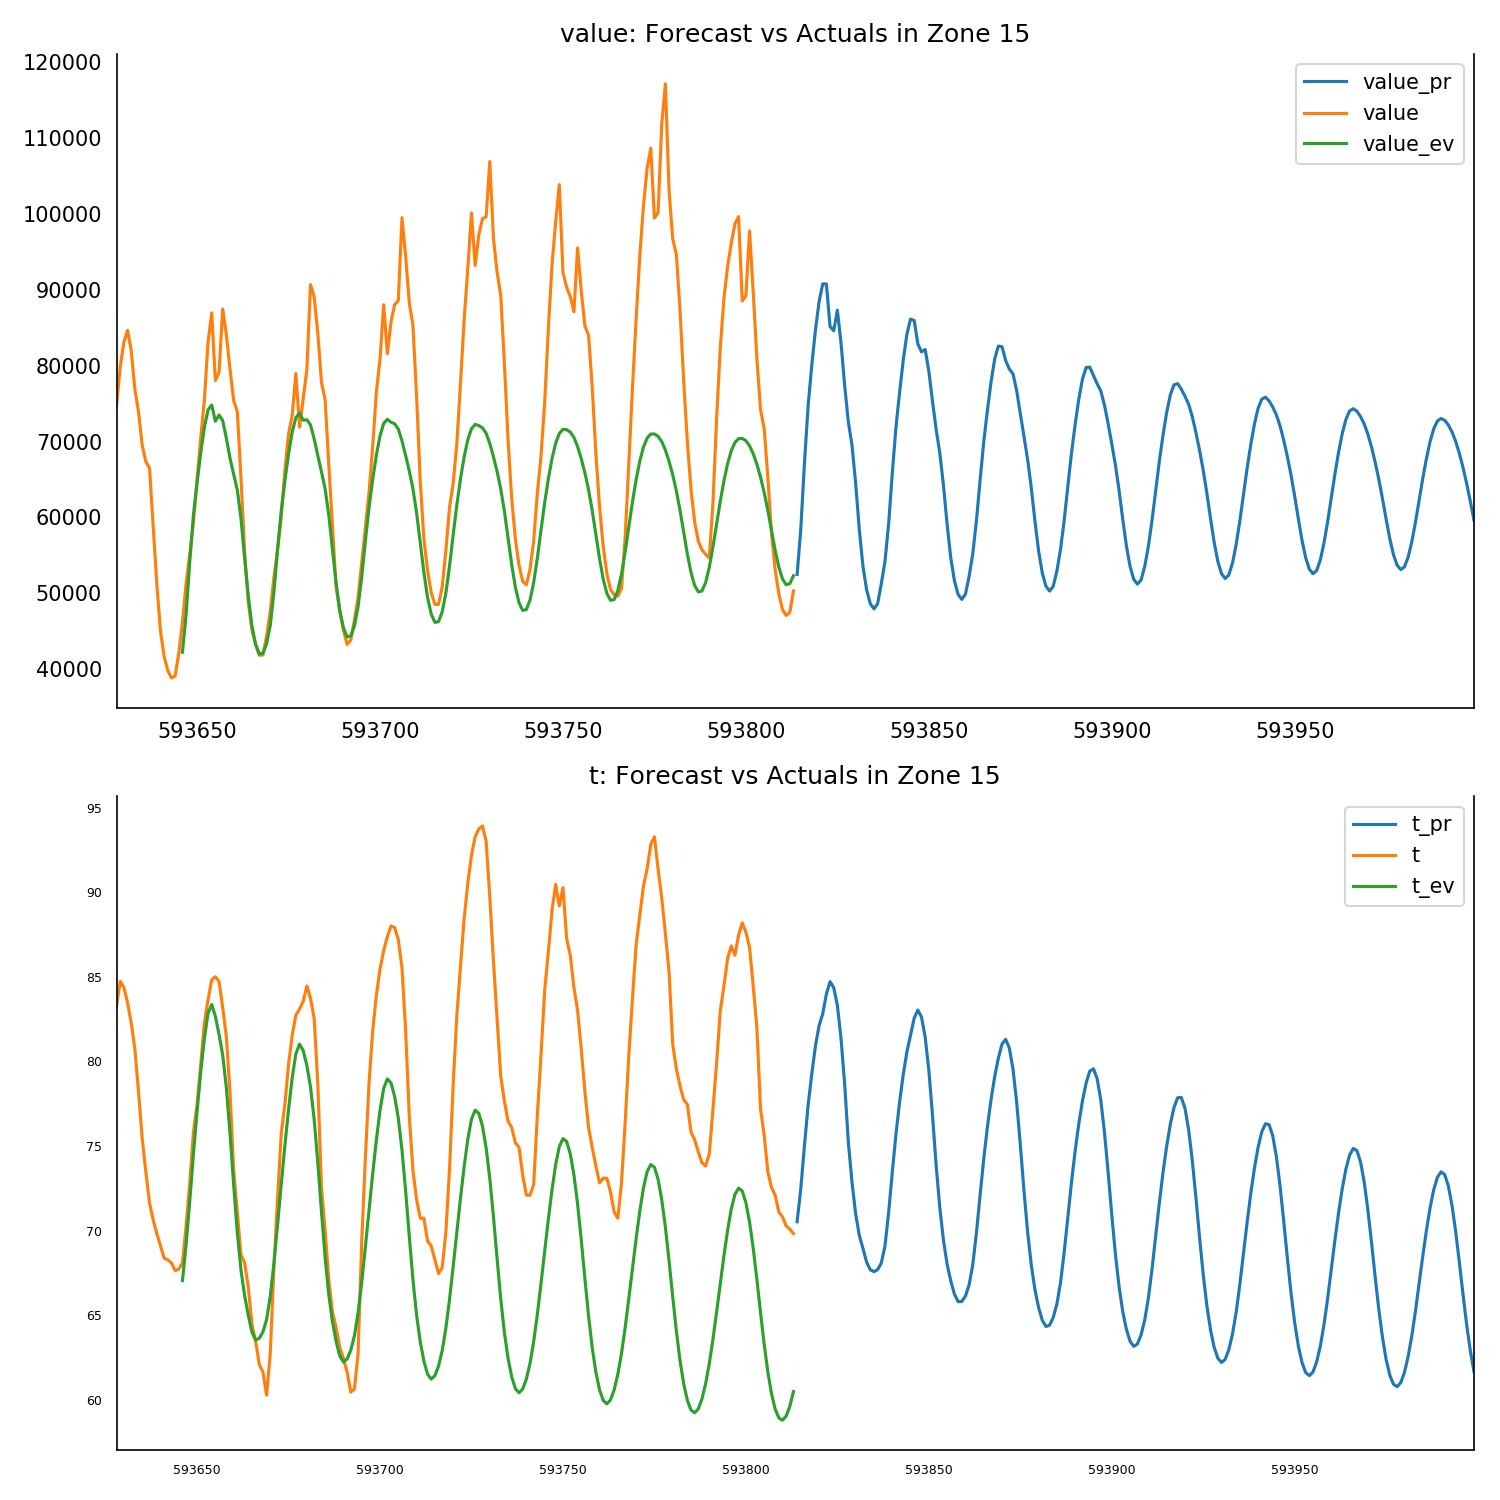 value: Forecast vs Actuals in Zone 15
120000
110000
100000
90000
80000
70000
60000
50000
40000
value_pr
value
value_ev
593650 593700 593750 593800 593850 593900 593950
t: Forecast vs Actuals in Zone 15
95
90
85
80
75
70
65
60
t_pr
t
t_ev
593650 593700 593750 593800 593850 593900 593950